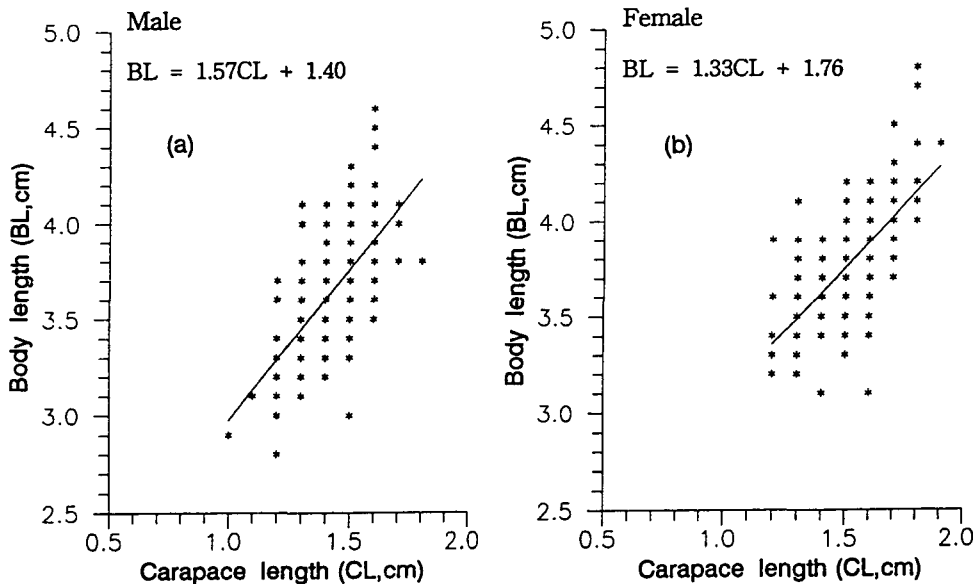 Male
BL = 1.57CL + 1.40
(a)
5.0
4.5
4.0
3.5
3.0
2.5
0.5
1.0
1.5
2.0
Body length (BL,cm)
Carapace length (CL,cm)
Female
BL = 1.33CL + 1.76
(b)
5.0
4.5
4.0
3.5
3.0
2.5
0.5
1.0
1.5
2.0
Body length (BL,cm)
Carapace length (CL,cm)